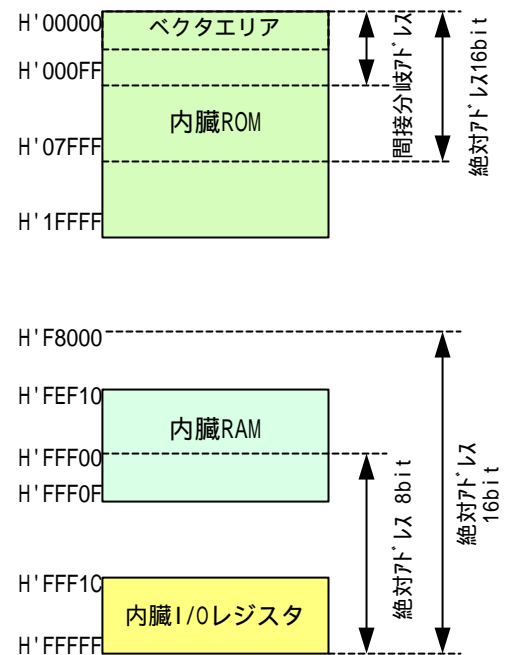 H'00000
ベクタエリア
H'000FF
内臓ROM
H'07FFF
H'1FFFF
間接分岐アドレス
絶対アドレス16bit
H'F8000
H'FEF10
内臓RAM
H'FFF00
H'FFF0F
H'FFF1C
内臓I/Oレジスタ
H'FFFFF
絶対アドレス 8bit
絶対アドレス
16bit